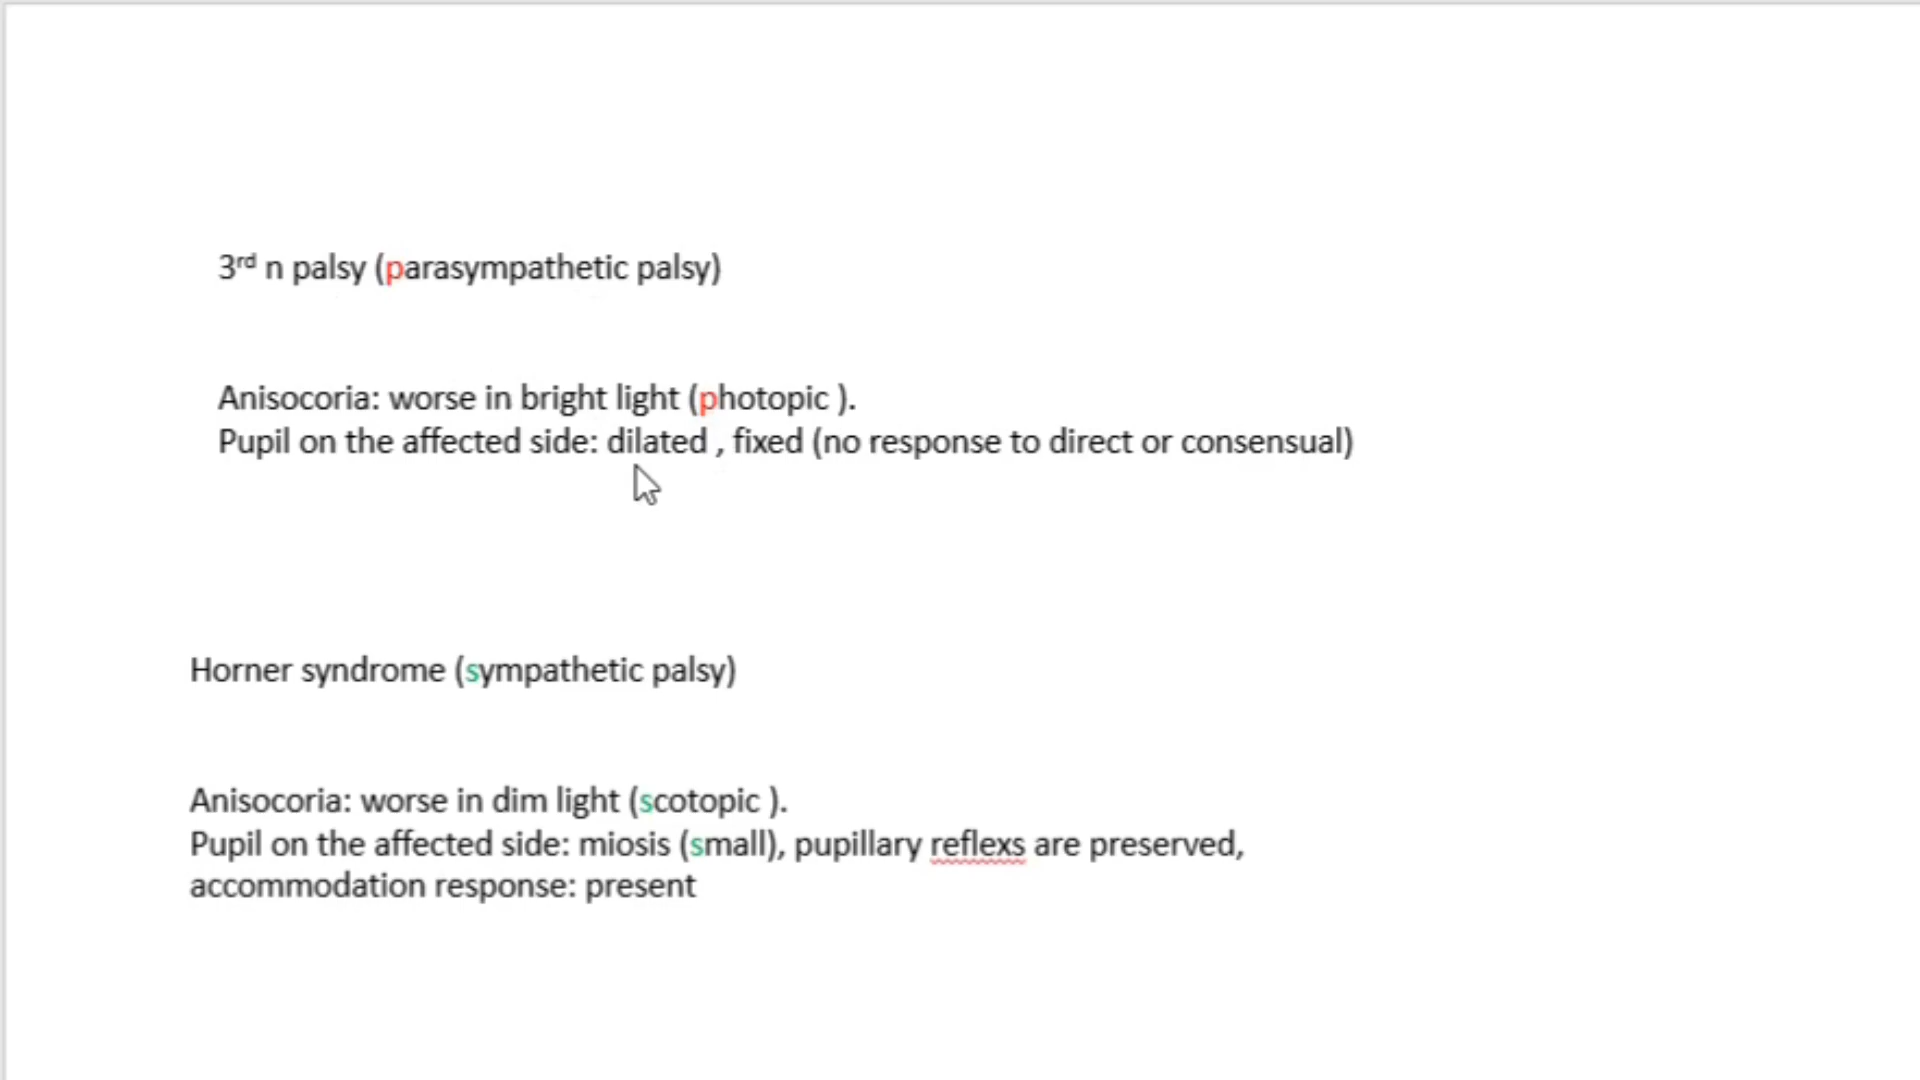 3rd n palsy (parasympathetic palsy)
Anisocoria: worse in bright light (photopic ).
Pupil on the affected side: dilated , fixed (no response to direct or consensual)
Horner syndrome (sympathetic palsy)
Anisocoria: worse in dim light (scotopic ).
Pupil on the affected side: miosis (small), pupillary reflexs are preserved,
accommodation response: present